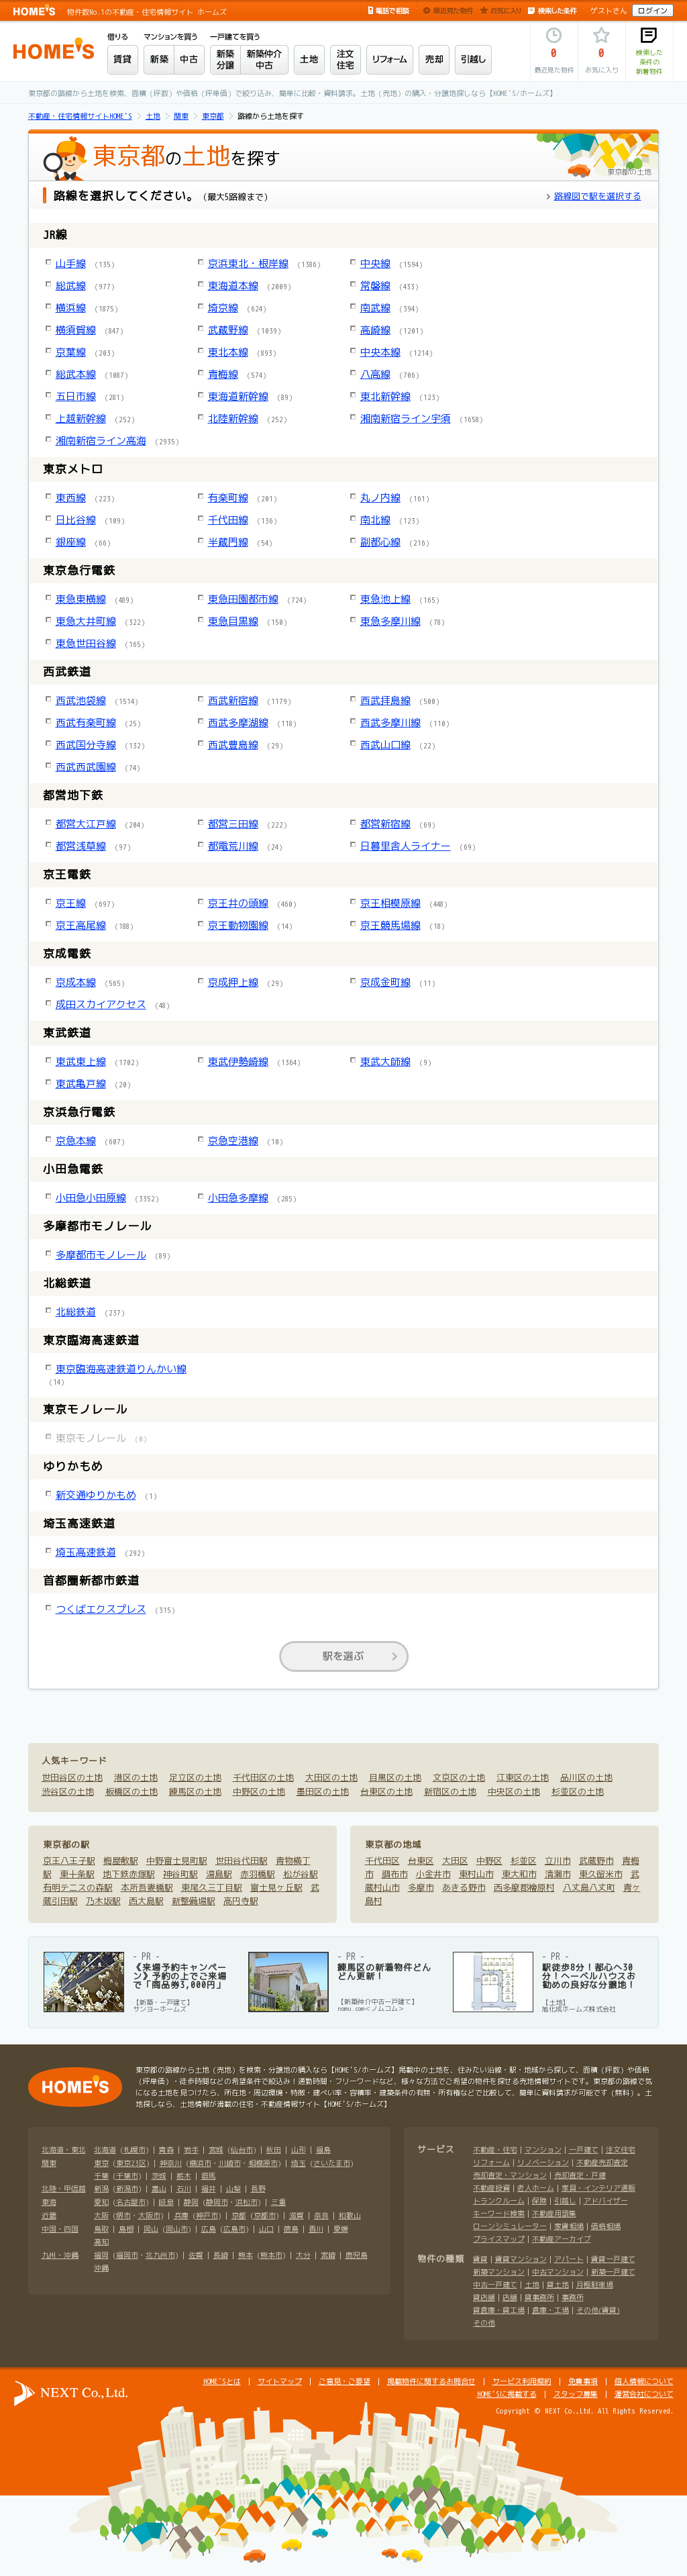 HOME'S 物件数No.1の不動産・住宅情報サイト ホームズ
電話で相談 最近見た物件 お気に入り 検索した条件 ゲストさん ログイン
HOME'S
借りる マンションを買う 一戸建てを買う
賃貸 新築 中古 新築分譲 新築仲介中古 土地 注文住宅 リフォーム 売却 引越し
0 最近見た物件
0 お気に入り
検索した条件の新着物件
東京都の路線から土地を検索、面積(坪数)や価格(坪単価)で絞り込み、簡単に比較・資料請求。土地(売地)の購入・分譲地探しなら【HOME'S/ホームズ】
不動産・住宅情報サイトHOME'S 土地 関東 東京都 路線から土地を探す
東京都の土地を探す
東京都の土地
路線を選択してください。 (最大5路線まで)
路線図で駅を選択する
JR線
山手線 (135) 京浜東北・根岸線 (1386) 中央線 (1594)
総武線 (977) 東海道本線 (2009) 常磐線 (433)
横浜線 (1875) 埼京線 (624) 南武線 (394)
横須賀線 (847) 武蔵野線 (1039) 高崎線 (1201)
京葉線 (203) 東北本線 (893) 中央本線 (1214)
総武本線 (1087) 青梅線 (574) 八高線 (706)
五日市線 (281) 東海道新幹線 (89) 東北新幹線 (123)
上越新幹線 (252) 北陸新幹線 (252) 湘南新宿ライン宇須 (1658)
湘南新宿ライン高海 (2935)
東京メトロ
東西線 (223) 有楽町線 (201) 丸ノ内線 (161)
日比谷線 (109) 千代田線 (136) 南北線 (123)
銀座線 (66) 半蔵門線 (54) 副都心線 (216)
東京急行電鉄
東急東横線 (489) 東急田園都市線 (724) 東急池上線 (165)
東急大井町線 (322) 東急目黒線 (150) 東急多摩川線 (78)
東急世田谷線 (165)
西武鉄道
西武池袋線 (1514) 西武新宿線 (1179) 西武拝島線 (500)
西武有楽町線 (25) 西武多摩湖線 (118) 西武多摩川線 (110)
西武国分寺線 (132) 西武豊島線 (29) 西武山口線 (22)
西武西武園線 (74)
都営地下鉄
都営大江戸線 (204) 都営三田線 (222) 都営新宿線 (69)
都営浅草線 (97) 都電荒川線 (24) 日暮里舎人ライナー (69)
京王電鉄
京王線 (697) 京王井の頭線 (460) 京王相模原線 (448)
京王高尾線 (188) 京王動物園線 (14) 京王競馬場線 (18)
京成電鉄
京成本線 (565) 京成押上線 (29) 京成金町線 (11)
成田スカイアクセス (48)
東武鉄道
東武東上線 (1702) 東武伊勢崎線 (1364) 東武大師線 (9)
東武亀戸線 (20)
京浜急行電鉄
京急本線 (607) 京急空港線 (10)
小田急電鉄
小田急小田原線 (3352) 小田急多摩線 (285)
多摩都市モノレール
多摩都市モノレール (89)
北総鉄道
北総鉄道 (237)
東京臨海高速鉄道
東京臨海高速鉄道りんかい線
(14)
東京モノレール
東京モノレール (0)
ゆりかもめ
新交通ゆりかもめ (1)
埼玉高速鉄道
埼玉高速鉄道 (292)
首都圏新都市鉄道
つくばエクスプレス (315)
駅を選ぶ
人気キーワード
世田谷区の土地 港区の土地 足立区の土地 千代田区の土地 大田区の土地 目黒区の土地 文京区の土地 江東区の土地 品川区の土地
渋谷区の土地 板橋区の土地 練馬区の土地 中野区の土地 墨田区の土地 台東区の土地 新宿区の土地 中央区の土地 杉並区の土地
東京都の駅
京王八王子駅 梅屋敷駅 中野富士見町駅 世田谷代田駅 青物横丁
駅 東十条駅 地下鉄赤塚駅 神谷町駅 湯島駅 赤羽橋駅 松が谷駅
有明テニスの森駅 本所吾妻橋駅 東尾久三丁目駅 富士見ヶ丘駅 武
蔵引田駅 乃木坂駅 西大島駅 新整備場駅 高円寺駅
東京都の地域
千代田区 台東区 大田区 中野区 杉並区 立川市 武蔵野市 青梅
市 調布市 小金井市 東村山市 東大和市 清瀬市 東久留米市 武
蔵村山市 多摩市 あきる野市 西多摩郡檜原村 八丈島八丈町 青ヶ
島村
- PR -
《来場予約キャンペー
ン》予約の上でご来場
で「商品券3,000円」
【新築・一戸建て】
サンヨーホームズ
- PR -
練馬区の新着物件どん
どん更新!
【新築仲介中古一戸建て】
nomu.com<ノムコム>
- PR -
駅徒歩8分!都心へ30
分!ヘーベルハウスお
勧めの良好な分譲地!
【土地】
旭化成ホームズ株式会社
HOME'S
東京都の路線から土地(売地)を検索・分譲地の購入なら【HOME'S/ホームズ】掲載中の土地を、住みたい沿線・駅・地域から探して、面積(坪数)や価格
(坪単価)・徒歩時間などの希望条件で絞込み!通勤時間・フリーワードなど、様々な方法でご希望の物件を探せる売地情報サイトです。東京都の路線で気
になる土地を見つけたら、所在地・周辺環境・特徴・建ぺい率・容積率・建築条件の有無・所有権などで比較して、簡単に資料請求が可能です(無料)。土
地探しなら、土地情報が満載の住宅・不動産情報サイト【HOME'S/ホームズ】
北海道・東北 北海道(札幌市)| 青森 | 岩手 | 宮城(仙台市)| 秋田 | 山形 | 福島
関東 東京(東京23区)| 神奈川(横浜市・川崎市・相模原市)| 埼玉(さいたま市)
千葉(千葉市)| 茨城 | 栃木 | 群馬
北陸・甲信越 新潟(新潟市)| 富山 | 石川 | 福井 | 山梨 | 長野
東海 愛知(名古屋市)| 岐阜 | 静岡(静岡市・浜松市)| 三重
近畿 大阪(堺市・大阪市)| 兵庫(神戸市)| 京都(京都市)| 滋賀 | 奈良 | 和歌山
中国・四国 鳥取 | 島根 | 岡山(岡山市)| 広島(広島市)| 山口 | 徳島 | 香川 | 愛媛
高知
九州・沖縄 福岡(福岡市・北九州市)| 佐賀 | 長崎 | 熊本(熊本市)| 大分 | 宮崎 | 鹿児島
沖縄
サービス
不動産・住宅 | マンション | 一戸建て | 注文住宅
リフォーム | リノベーション | 不動産売却査定
売却査定・マンション | 売却査定・戸建
不動産投資 | 老人ホーム | 家具・インテリア通販
トランクルーム | 保険 | 引越し | アドバイザー
キーワード検索 | 不動産用語集
ローンシミュレーター | 家賃相場 | 価格相場
プライスマップ | 不動産アーカイブ
物件の種類
賃貸 | 賃貸マンション | アパート | 賃貸一戸建て
新築マンション | 中古マンション | 新築一戸建て
中古一戸建て | 土地 | 貸土地 | 月極駐車場
貸店舗 | 店舗 | 貸事務所 | 事務所
貸倉庫・貸工場 | 倉庫・工場 | その他(賃貸)
その他
NEXT Co.,Ltd.
HOME'Sとは | サイトマップ | ご意見・ご要望 | 掲載物件に関するお問合せ | サービス利用規約 | 免責事項 | 個人情報について
HOME'Sに掲載する | スタッフ募集 | 運営会社について
Copyright © NEXT Co.,Ltd. All Rights Reserved.